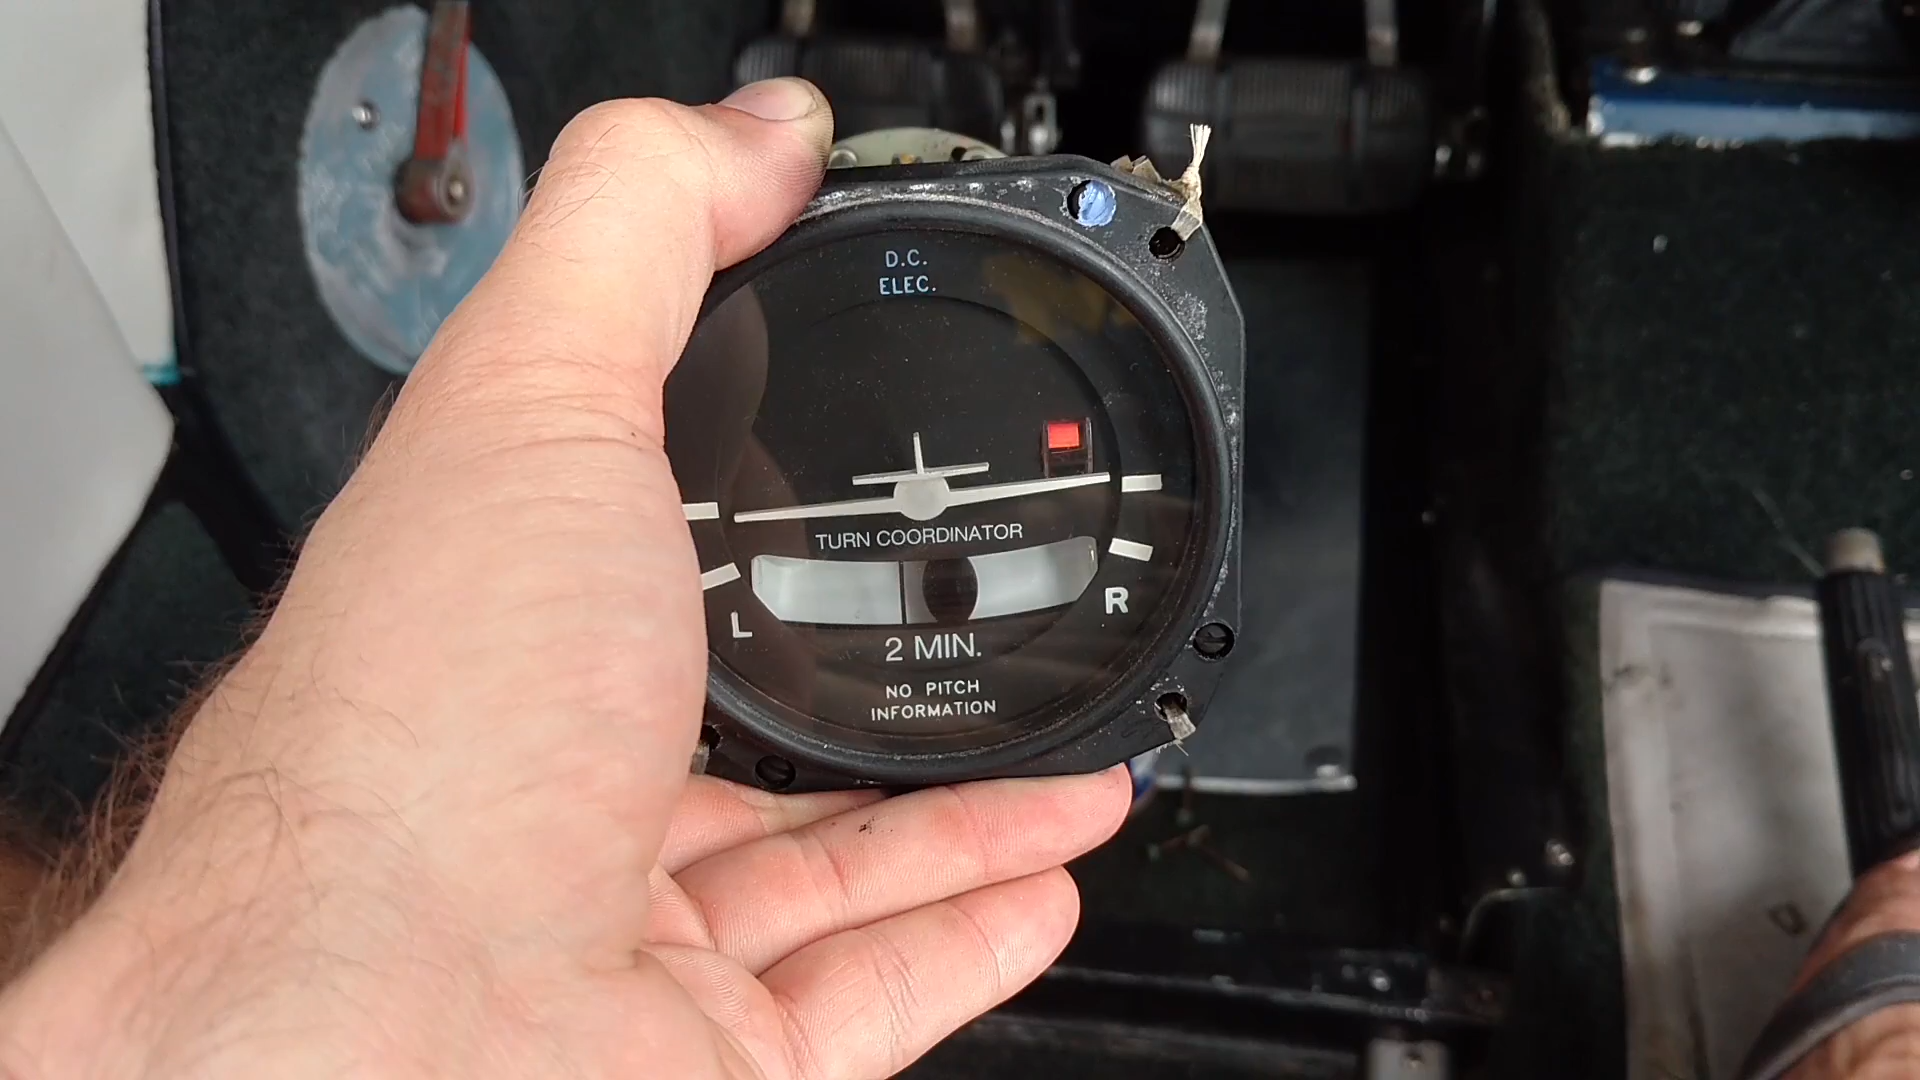 D.C.
ELEC.
TURN COORDINATOR
L
R
2 MIN.
NO PITCH
INFORMATION